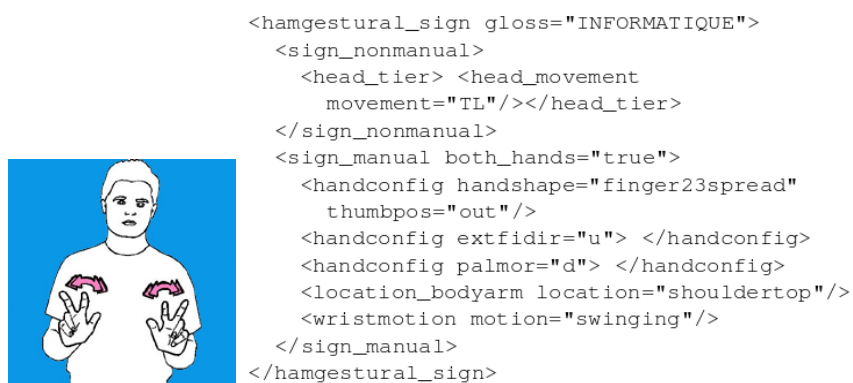 <hamgestural_sign gloss="INFORMATIQUE">
<sign_nonmanual>
<head_tier> <head_movement
movement="TL"/></head_tier>
</sign_nonmanual>
<sign_manual both_hands="true">
<handconfig handshape="finger23spread"
thumbpos="out"/>
<handconfig extfidir="u"> </handconfig>
<handconfig palmor="d"> </handconfig>
<location_bodyarm location="shouldertop"/>
<wristmotion motion="swinging"/>
</sign_manual>
</hamgestural_sign>